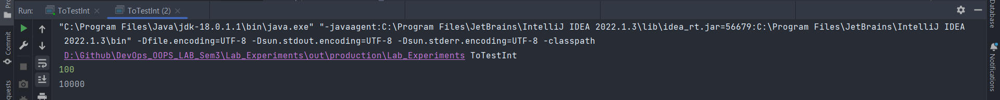 Run: ToTestInt ToTestInt (2)
"C:\Program Files\Java\jdk-18.0.1.1\bin\java.exe" "-javaagent:C:\Program Files\JetBrains\IntelliJ IDEA 2022.1.3\lib\idea_rt.jar=56679:C:\Program Files\JetBrains\IntelliJ IDEA
2022.1.3\bin" -Dfile.encoding=UTF-8 -Dsun.stdout.encoding=UTF-8 -Dsun.stderr.encoding=UTF-8 -classpath
D:\Github\DevOps_OOPS_LAB_Sem3\Lab_Experiments\out\production\Lab_Experiments ToTestInt
100
10000
Commit
Database
Notifications